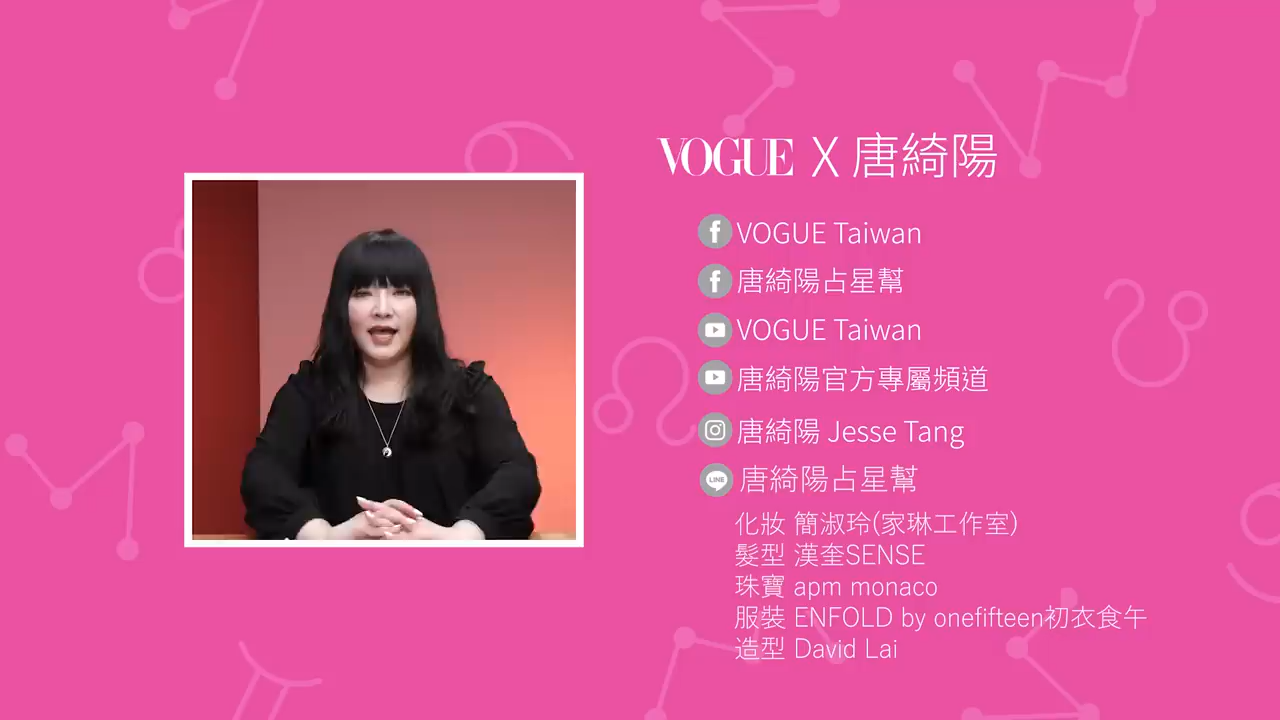 VOGUE X 唐綺陽
VOGUE Taiwan
唐綺陽占星幫
VOGUE Taiwan
唐綺陽官方專屬頻道
唐綺陽 Jesse Tang
LINE 唐綺陽占星幫
化妝 簡淑玲(家琳工作室)
髮型 漢奎SENSE
珠寶 apm monaco
服裝 ENFOLD by onefifteen初衣食午
造型 David Lai